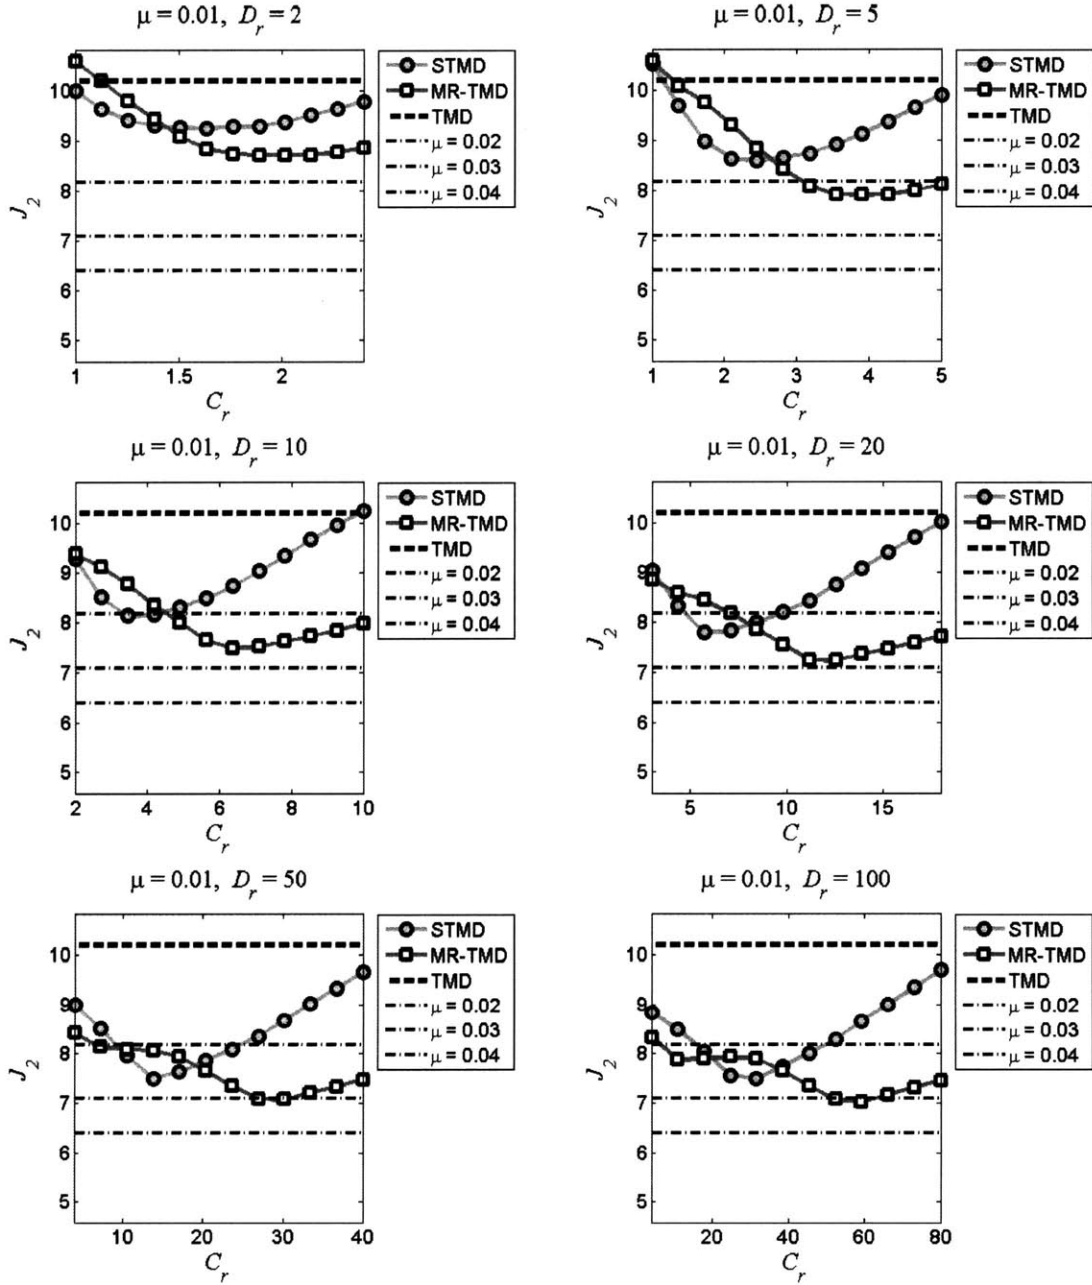 μ = 0.01, D_r = 2
10
9
8
7
6
5
J_2
1 1.5 2
C_r
STMD
MR-TMD
TMD
μ = 0.02
μ = 0.03
μ = 0.04
μ = 0.01, D_r = 5
10
9
8
7
6
5
J_2
1 2 3 4 5
C_r
STMD
MR-TMD
TMD
μ = 0.02
μ = 0.03
μ = 0.04
μ = 0.01, D_r = 10
10
9
8
7
6
5
J_2
2 4 6 8 10
C_r
STMD
MR-TMD
TMD
μ = 0.02
μ = 0.03
μ = 0.04
μ = 0.01, D_r = 20
10
9
8
7
6
5
J_2
5 10 15
C_r
STMD
MR-TMD
TMD
μ = 0.02
μ = 0.03
μ = 0.04
μ = 0.01, D_r = 50
10
9
8
7
6
5
J_2
10 20 30 40
C_r
STMD
MR-TMD
TMD
μ = 0.02
μ = 0.03
μ = 0.04
μ = 0.01, D_r = 100
10
9
8
7
6
5
J_2
20 40 60 80
C_r
STMD
MR-TMD
TMD
μ = 0.02
μ = 0.03
μ = 0.04